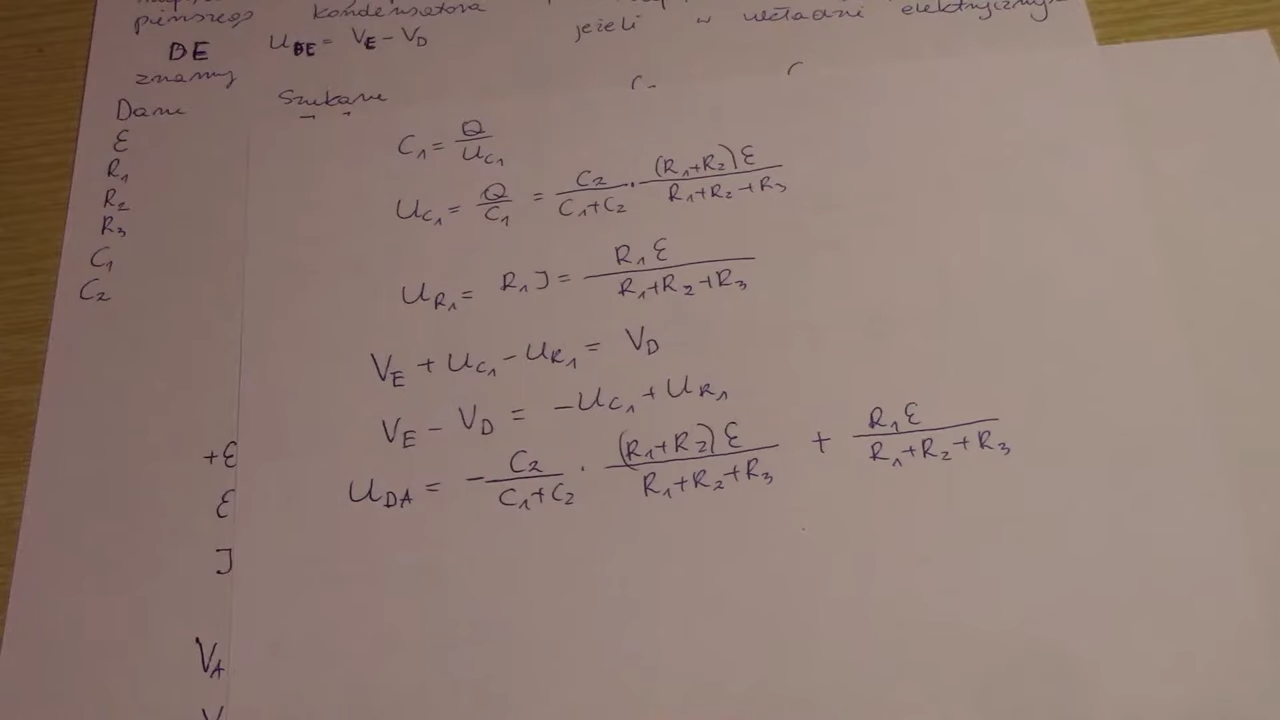 pierwszego kondensatora jeżeli w układzie elektrycznym
BE U_BE = V_E - V_D
znamy
Dane Szukane
ε
R₁
R₂
R₃
C₁
C₂
C₁ = Q/U_C₁
U_C₁ = Q/C₁ = C₂/(C₁+C₂) · (R₁+R₂)ε/(R₁+R₂+R₃)
U_R₁ = R₁J = R₁ε/(R₁+R₂+R₃)
V_E + U_C₁ - U_R₁ = V_D
V_E - V_D = -U_C₁ + U_R₁
U_DA = -C₂/(C₁+C₂) · (R₁+R₂)ε/(R₁+R₂+R₃) + R₁ε/(R₁+R₂+R₃)
+ε
ε
J
V_A